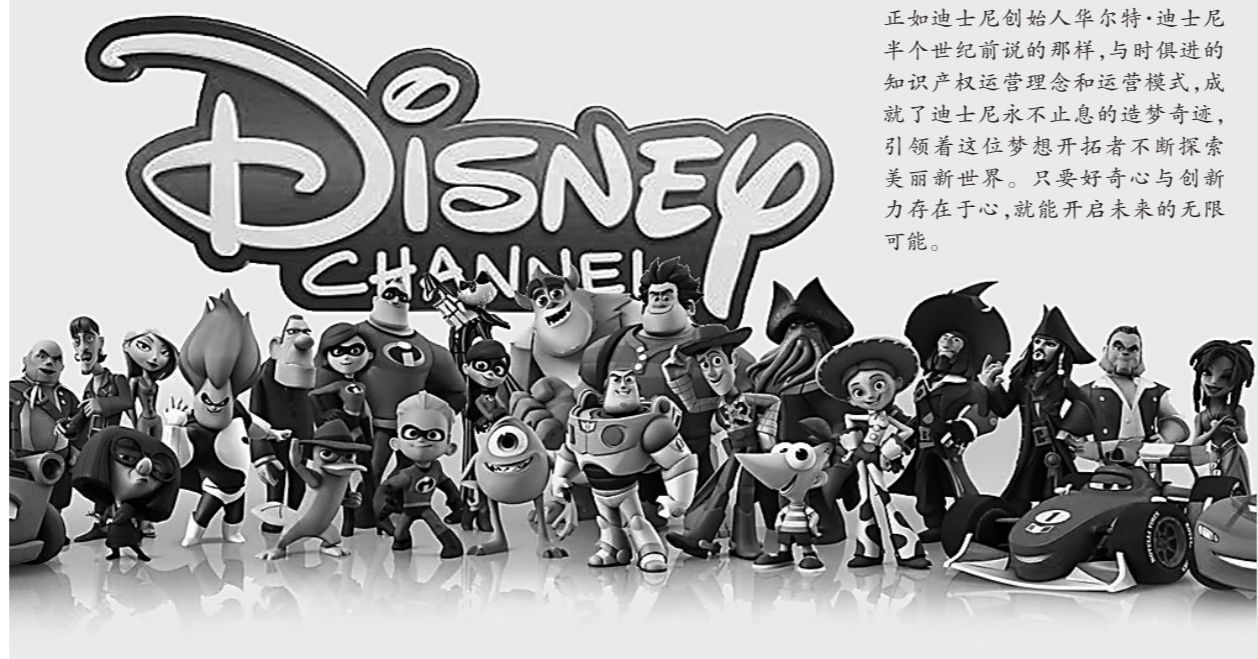 DISNEY
CHANNEL
正如迪士尼创始人华尔特·迪士尼
半个世纪前说的那样,与时俱进的
知识产权运营理念和运营模式,成
就了迪士尼永不止息的造梦奇迹,
引领着这位梦想开拓者不断探索
美丽新世界。只要好奇心与创新
力存在于心,就能开启未来的无限
可能。